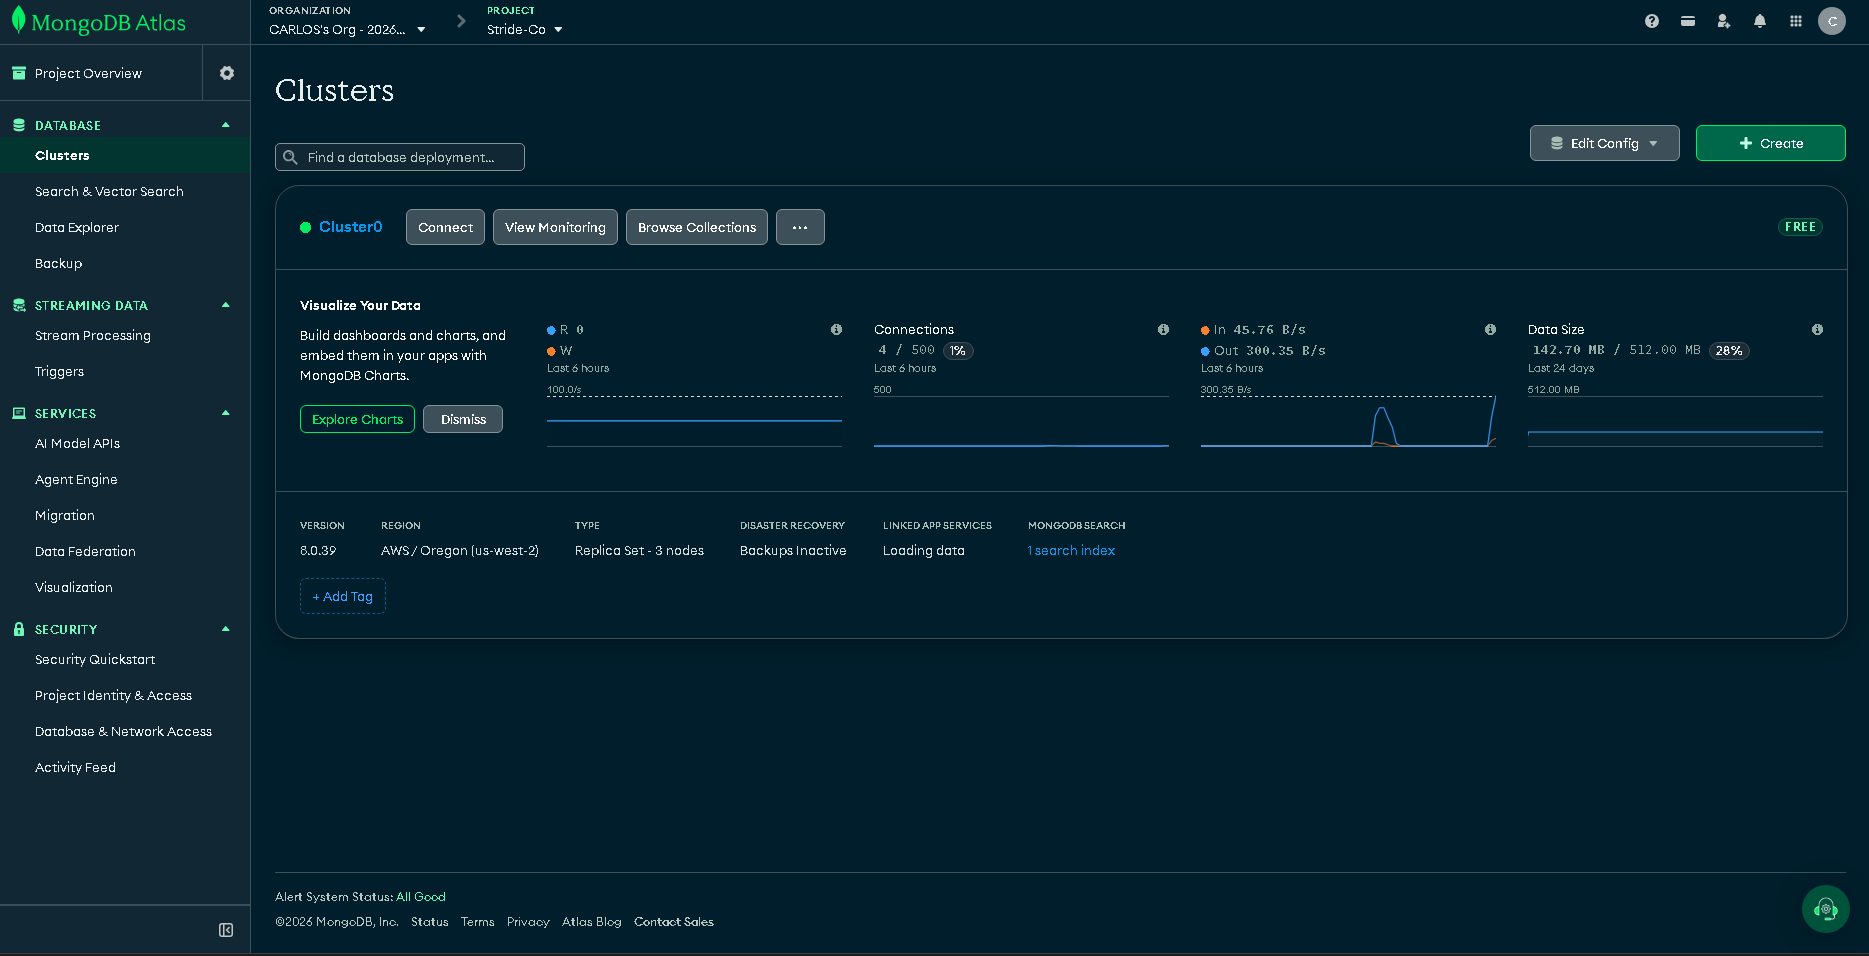 MongoDB Atlas
ORGANIZATION
CARLOS's Org - 2026...
PROJECT
Stride-Co
C
Project Overview
DATABASE
Clusters
Search & Vector Search
Data Explorer
Backup
STREAMING DATA
Stream Processing
Triggers
SERVICES
AI Model APIs
Agent Engine
Migration
Data Federation
Visualization
SECURITY
Security Quickstart
Project Identity & Access
Database & Network Access
Activity Feed
Clusters
Find a database deployment...
Edit Config
+ Create
Cluster0
Connect
View Monitoring
Browse Collections
...
FREE
Visualize Your Data
Build dashboards and charts, and
embed them in your apps with
MongoDB Charts.
Explore Charts
Dismiss
R 0
W
Last 6 hours
100.0/s
Connections
4 / 500 1%
Last 6 hours
500
In 45.76 B/s
Out 300.35 B/s
Last 6 hours
300.35 B/s
Data Size
142.70 MB / 512.00 MB 28%
Last 24 days
512.00 MB
VERSION
8.0.39
REGION
AWS / Oregon (us-west-2)
TYPE
Replica Set - 3 nodes
DISASTER RECOVERY
Backups Inactive
LINKED APP SERVICES
Loading data
MONGODB SEARCH
1 search index
+ Add Tag
Alert System Status: All Good
©2026 MongoDB, Inc. Status Terms Privacy Atlas Blog Contact Sales